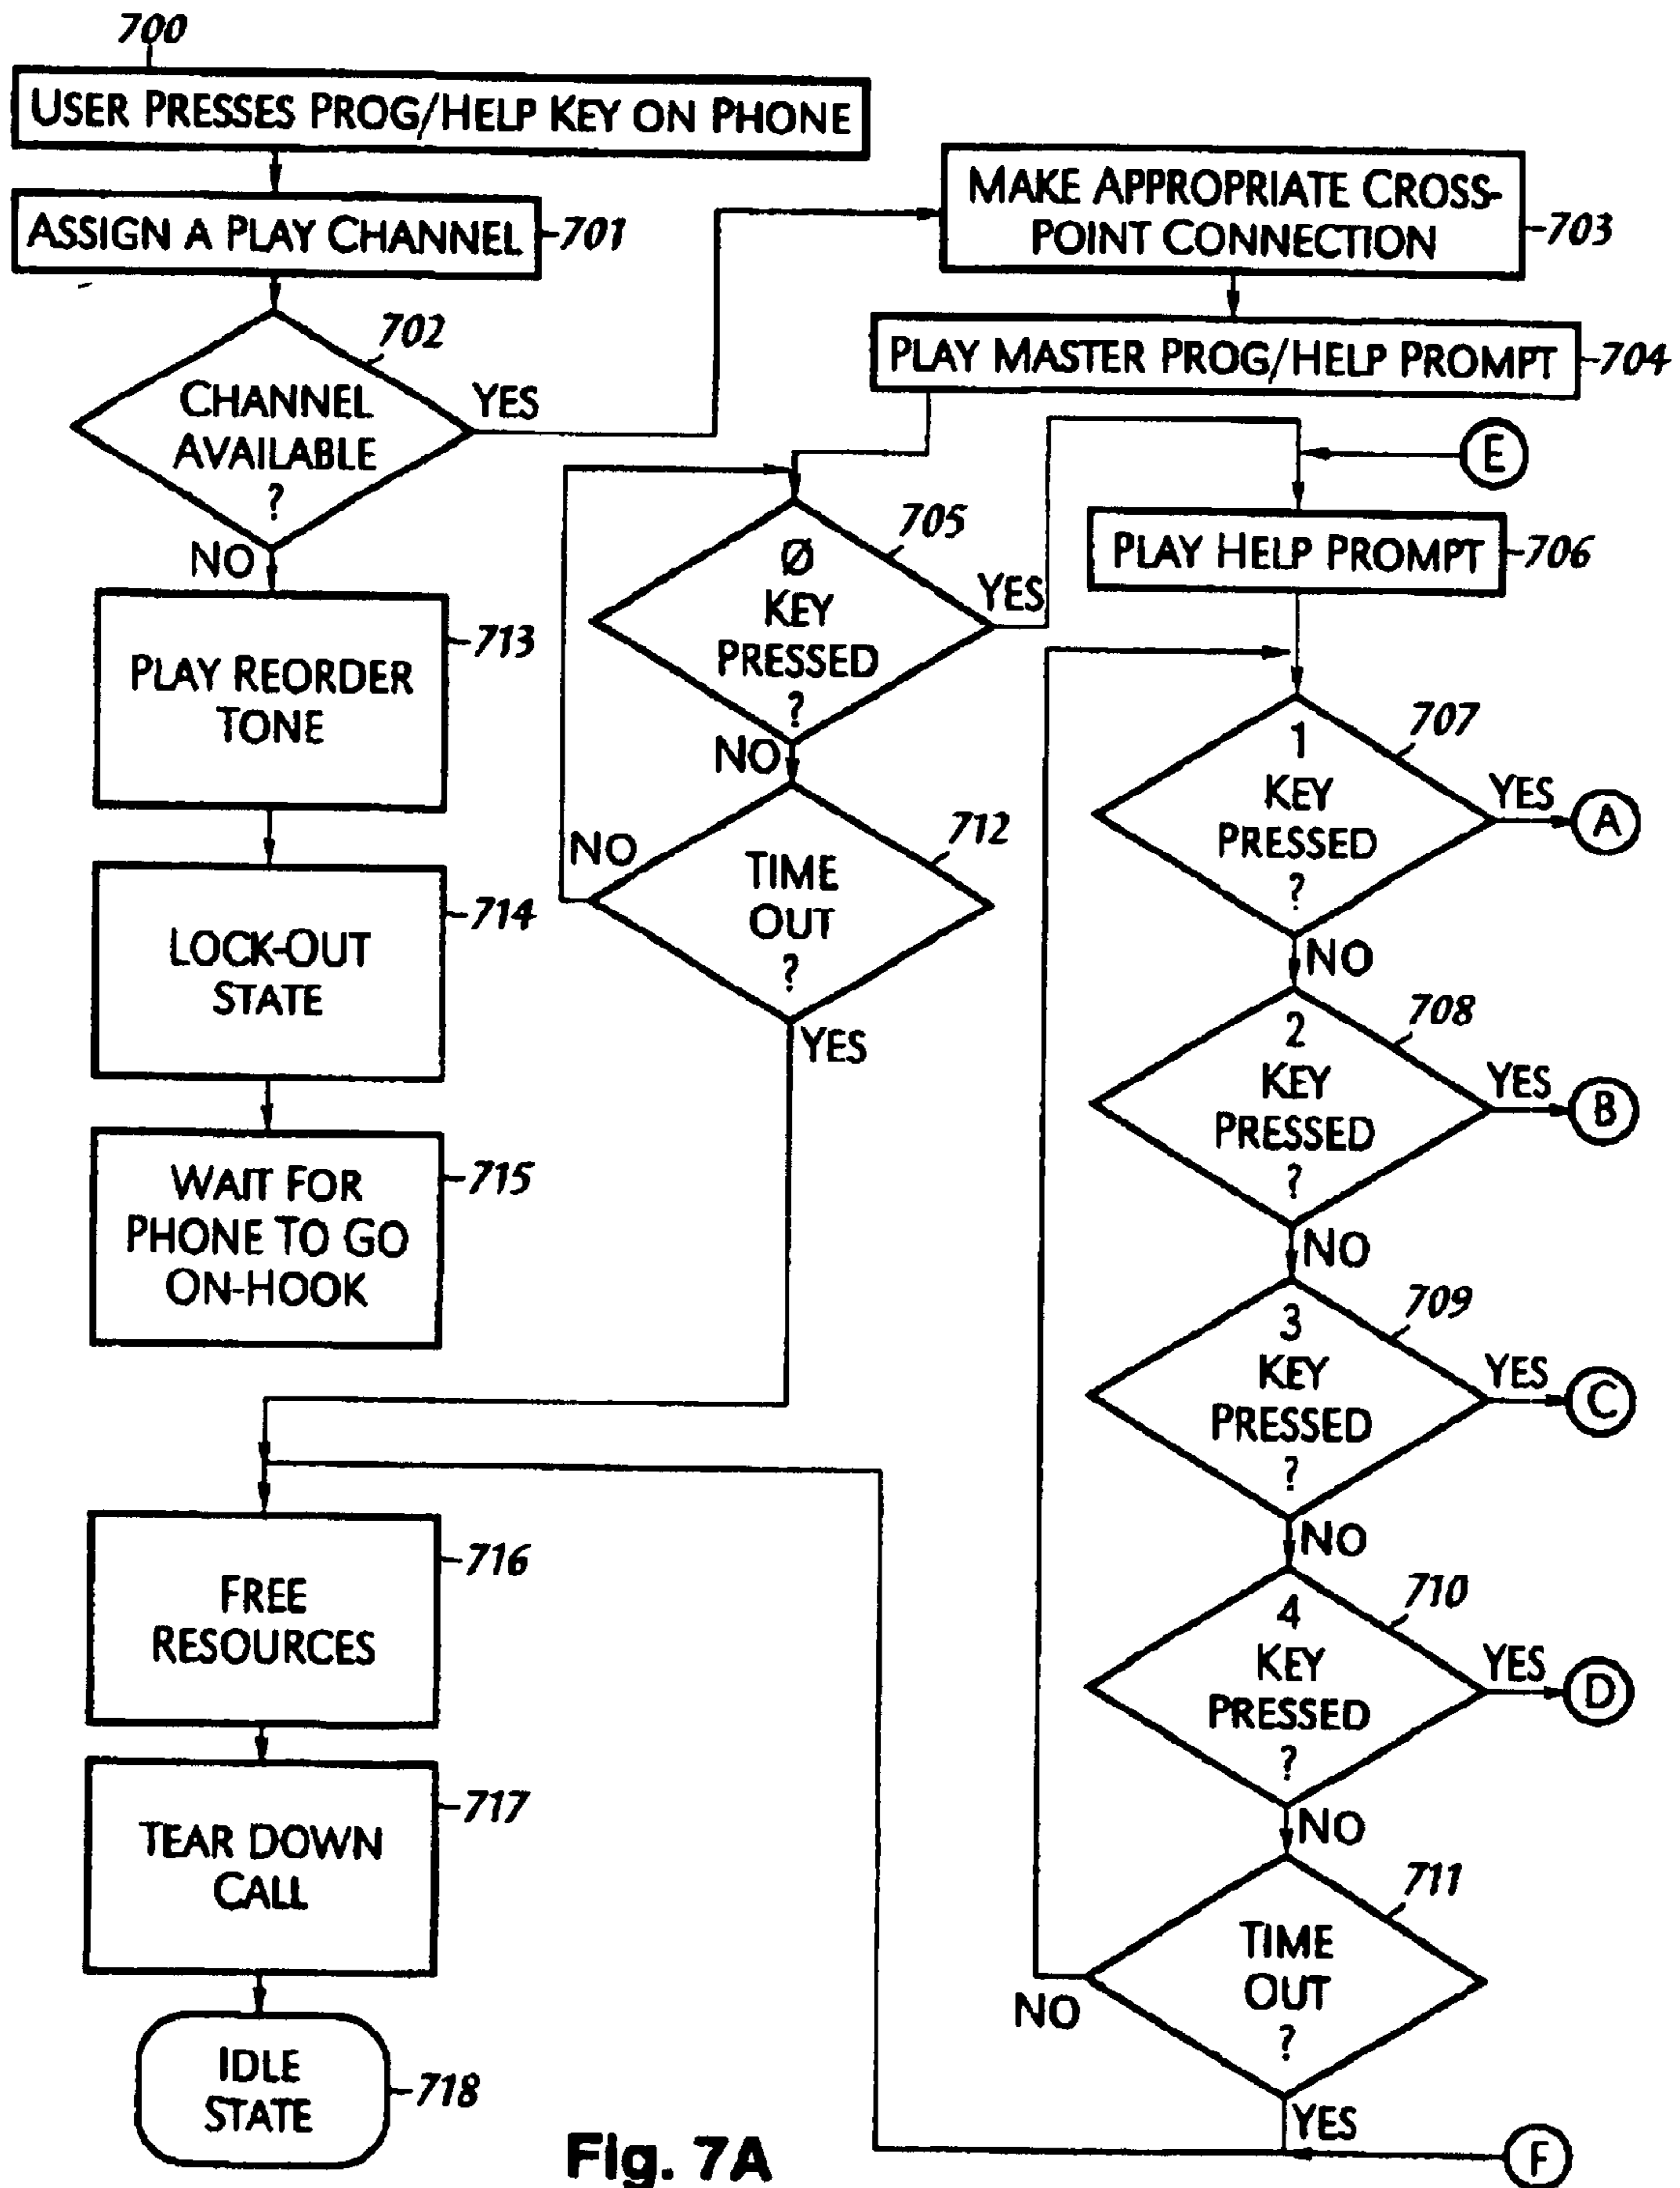 700
USER PRESSES PROG/HELP KEY ON PHONE
ASSIGN A PLAY CHANNEL
701
702
CHANNEL
AVAILABLE
?
YES
NO
MAKE APPROPRIATE CROSS-
POINT CONNECTION
703
PLAY MASTER PROG/HELP PROMPT
704
E
705
Ø
KEY
PRESSED
?
YES
NO
PLAY HELP PROMPT
706
PLAY REORDER
TONE
713
712
TIME
OUT
?
NO
YES
707
1
KEY
PRESSED
?
YES
A
NO
LOCK-OUT
STATE
714
708
2
KEY
PRESSED
?
YES
B
NO
WAIT FOR
PHONE TO GO
ON-HOOK
715
709
3
KEY
PRESSED
?
YES
C
NO
FREE
RESOURCES
716
710
4
KEY
PRESSED
?
YES
D
NO
TEAR DOWN
CALL
717
711
TIME
OUT
?
NO
YES
IDLE
STATE
718
F
Fig. 7A